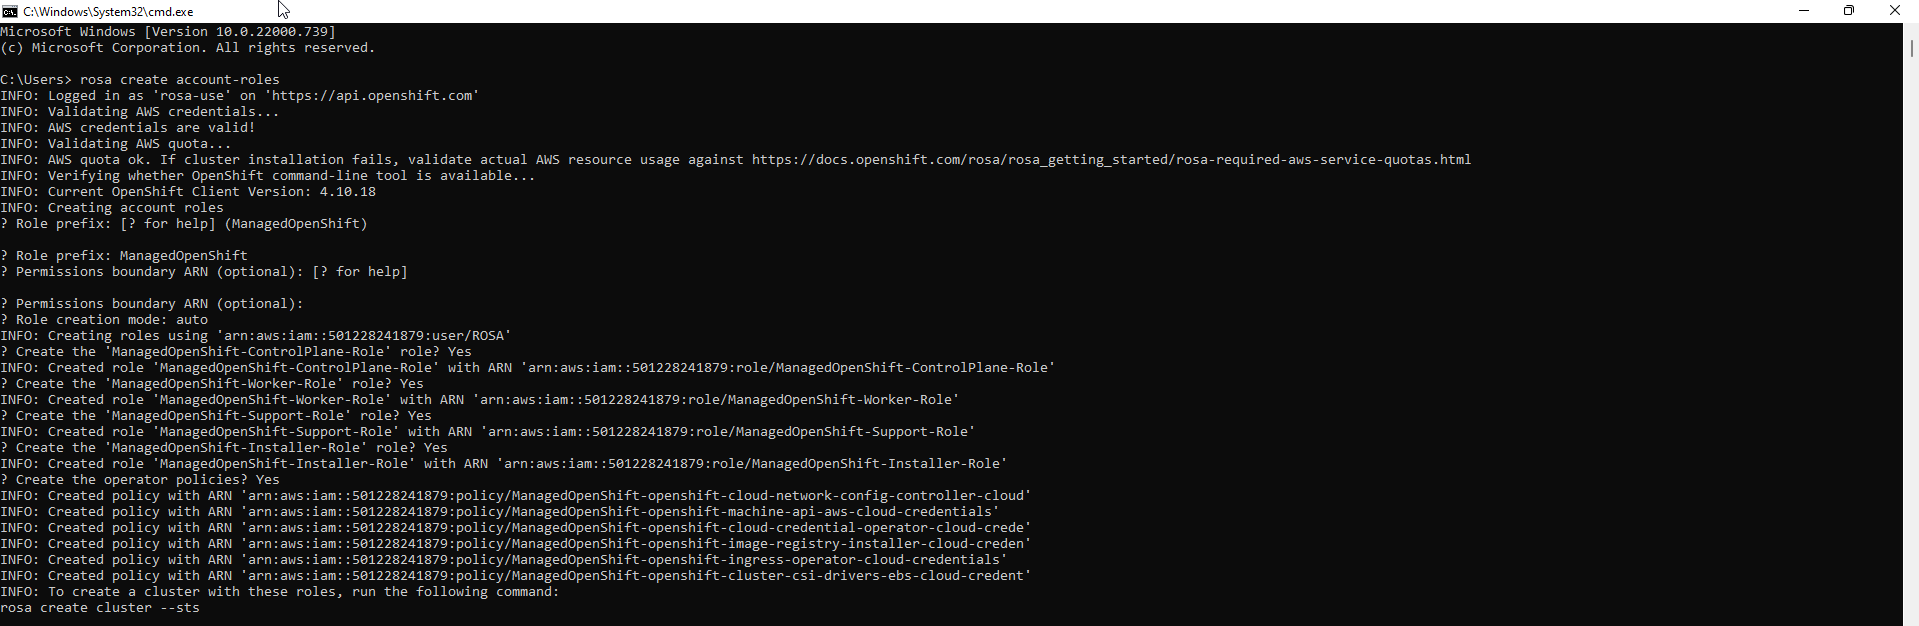 C:\Windows\System32\cmd.exe
Microsoft Windows [Version 10.0.22000.739]
(c) Microsoft Corporation. All rights reserved.
C:\Users> rosa create account-roles
INFO: Logged in as 'rosa-use' on 'https://api.openshift.com'
INFO: Validating AWS credentials...
INFO: AWS credentials are valid!
INFO: Validating AWS quota...
INFO: AWS quota ok. If cluster installation fails, validate actual AWS resource usage against https://docs.openshift.com/rosa/rosa_getting_started/rosa-required-aws-service-quotas.html
INFO: Verifying whether OpenShift command-line tool is available...
INFO: Current OpenShift Client Version: 4.10.18
INFO: Creating account roles
? Role prefix: [? for help] (ManagedOpenShift)
? Role prefix: ManagedOpenShift
? Permissions boundary ARN (optional): [? for help]
? Permissions boundary ARN (optional):
? Role creation mode: auto
INFO: Creating roles using 'arn:aws:iam::501228241879:user/ROSA'
? Create the 'ManagedOpenShift-ControlPlane-Role' role? Yes
INFO: Created role 'ManagedOpenShift-ControlPlane-Role' with ARN 'arn:aws:iam::501228241879:role/ManagedOpenShift-ControlPlane-Role'
? Create the 'ManagedOpenShift-Worker-Role' role? Yes
INFO: Created role 'ManagedOpenShift-Worker-Role' with ARN 'arn:aws:iam::501228241879:role/ManagedOpenShift-Worker-Role'
? Create the 'ManagedOpenShift-Support-Role' role? Yes
INFO: Created role 'ManagedOpenShift-Support-Role' with ARN 'arn:aws:iam::501228241879:role/ManagedOpenShift-Support-Role'
? Create the 'ManagedOpenShift-Installer-Role' role? Yes
INFO: Created role 'ManagedOpenShift-Installer-Role' with ARN 'arn:aws:iam::501228241879:role/ManagedOpenShift-Installer-Role'
? Create the operator policies? Yes
INFO: Created policy with ARN 'arn:aws:iam::501228241879:policy/ManagedOpenShift-openshift-cloud-network-config-controller-cloud'
INFO: Created policy with ARN 'arn:aws:iam::501228241879:policy/ManagedOpenShift-openshift-machine-api-aws-cloud-credentials'
INFO: Created policy with ARN 'arn:aws:iam::501228241879:policy/ManagedOpenShift-openshift-cloud-credential-operator-cloud-crede'
INFO: Created policy with ARN 'arn:aws:iam::501228241879:policy/ManagedOpenShift-openshift-image-registry-installer-cloud-creden'
INFO: Created policy with ARN 'arn:aws:iam::501228241879:policy/ManagedOpenShift-openshift-ingress-operator-cloud-credentials'
INFO: Created policy with ARN 'arn:aws:iam::501228241879:policy/ManagedOpenShift-openshift-cluster-csi-drivers-ebs-cloud-credent'
INFO: To create a cluster with these roles, run the following command:
rosa create cluster --sts